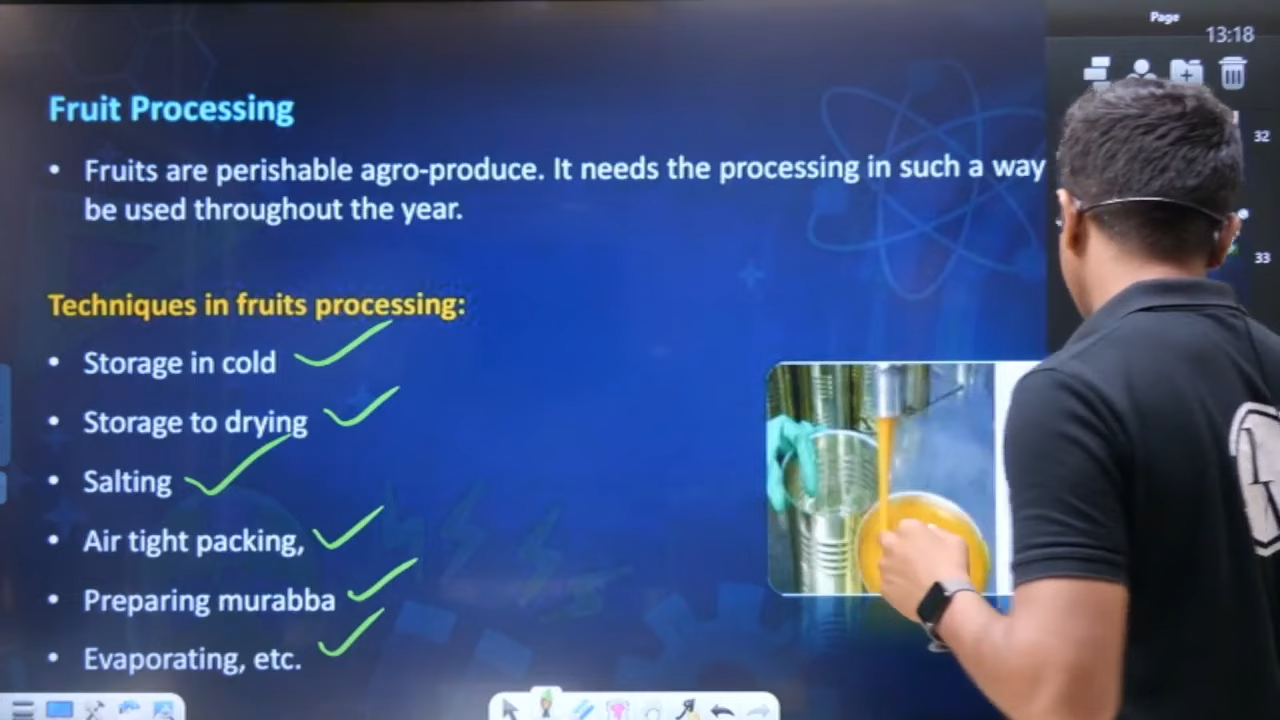 Page
13:18
Fruit Processing
• Fruits are perishable agro-produce. It needs the processing in such a way
be used throughout the year.
32
33
Techniques in fruits processing:
• Storage in cold
• Storage to drying
• Salting
• Air tight packing,
• Preparing murabba
• Evaporating, etc.